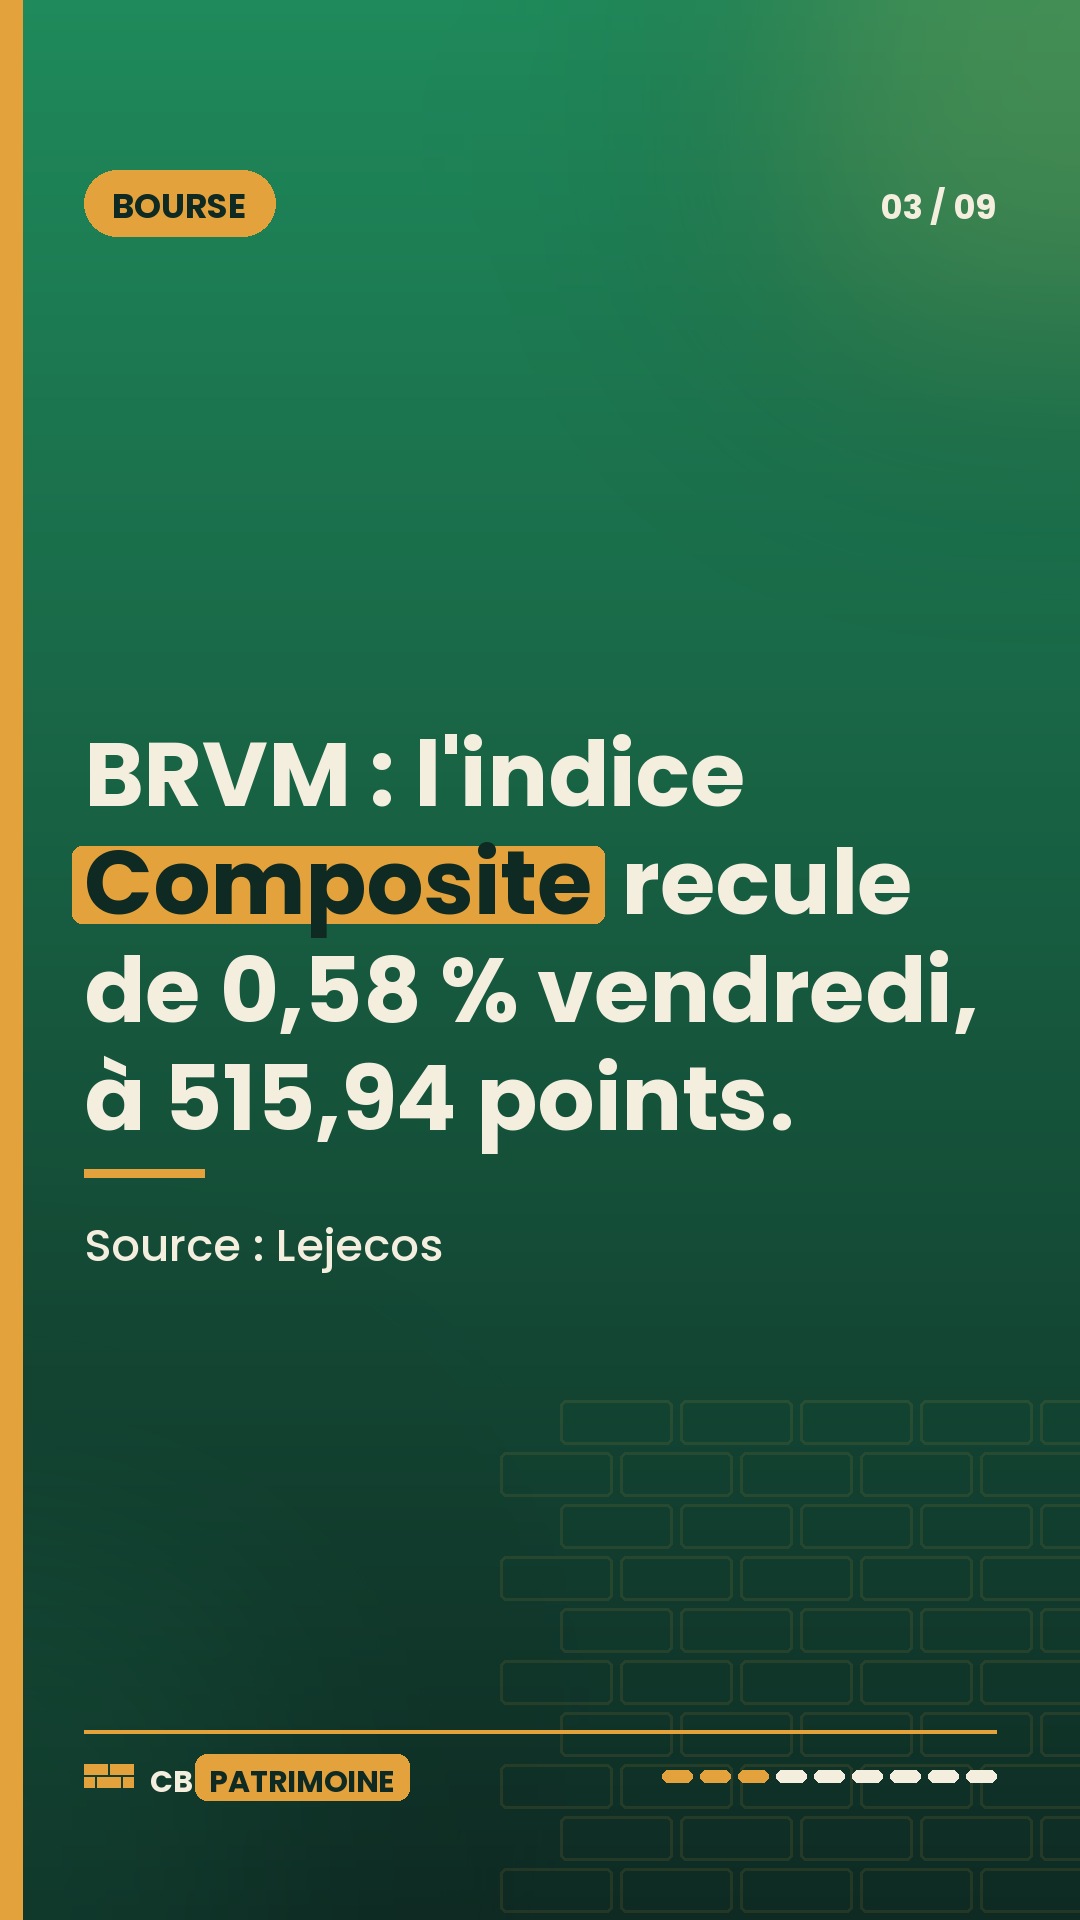 BOURSE
03 / 09
BRVM : l'indice
Composite recule
de 0,58 % vendredi,
à 515,94 points.
Source : Lejecos
CB PATRIMOINE